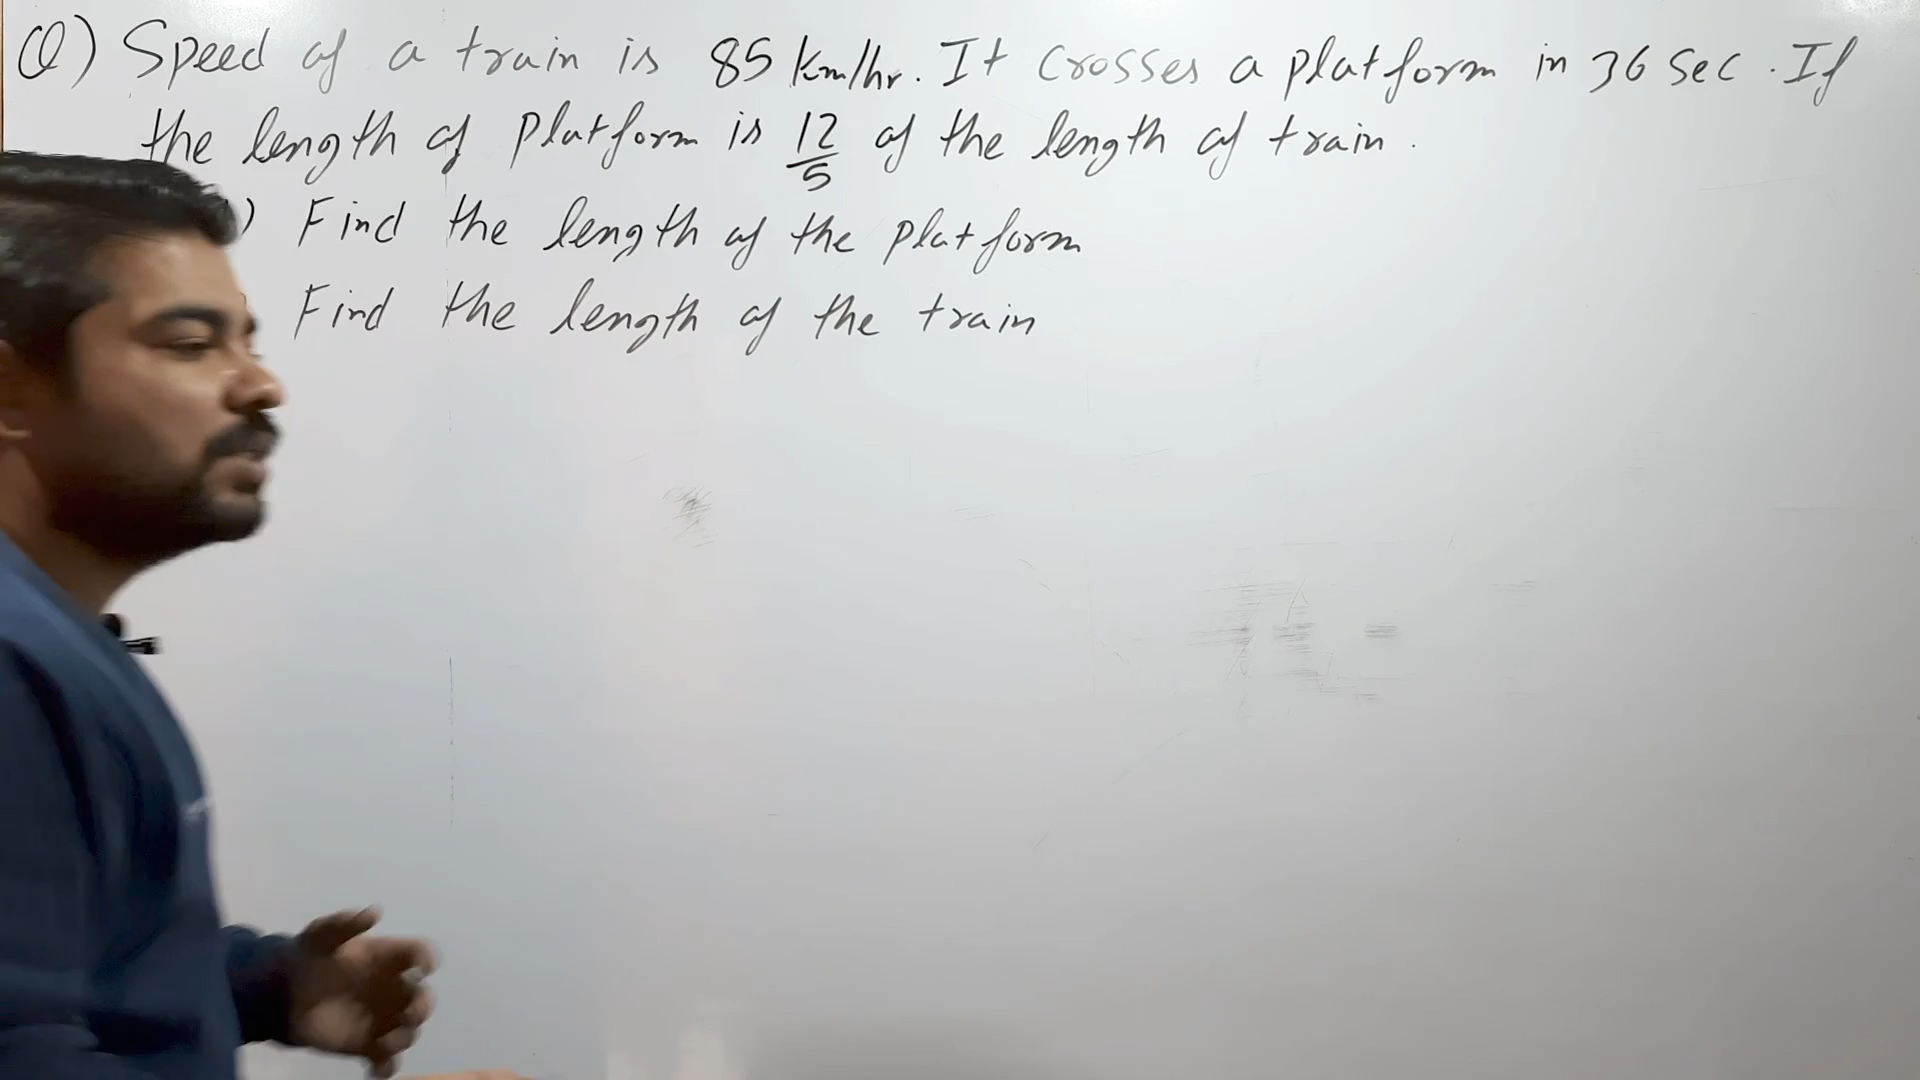 Q) Speed of a train is 85 km/hr. It crosses a platform in 36 sec. If
the length of platform is 12/5 of the length of train.
) Find the length of the platform
Find the length of the train